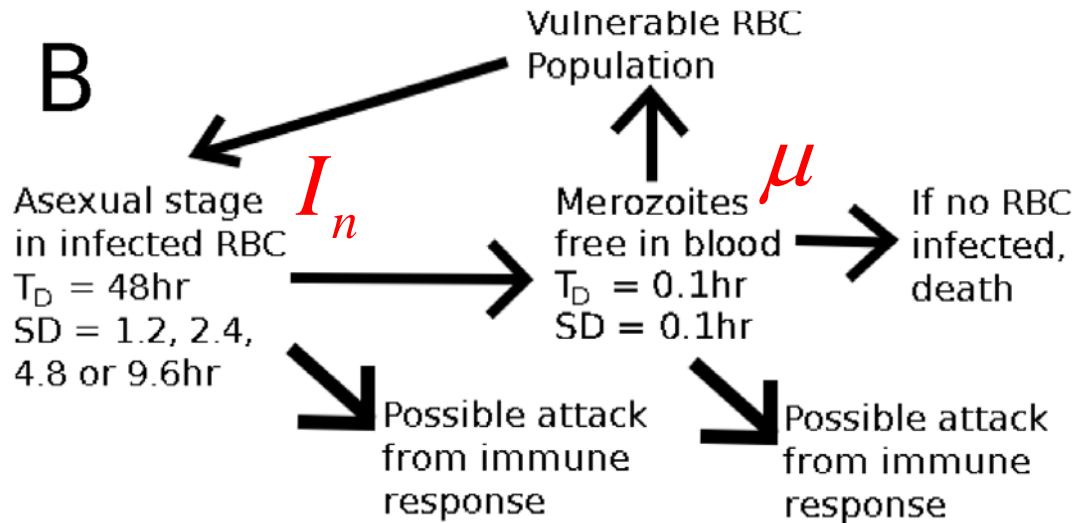 B
Vulnerable RBC
Population
Asexual stage
in infected RBC
T_D = 48hr
SD = 1.2, 2.4,
4.8 or 9.6hr
I_n
Merozoites
free in blood
T_D = 0.1hr
SD = 0.1hr
μ
If no RBC
infected,
death
Possible attack
from immune
response
Possible attack
from immune
response